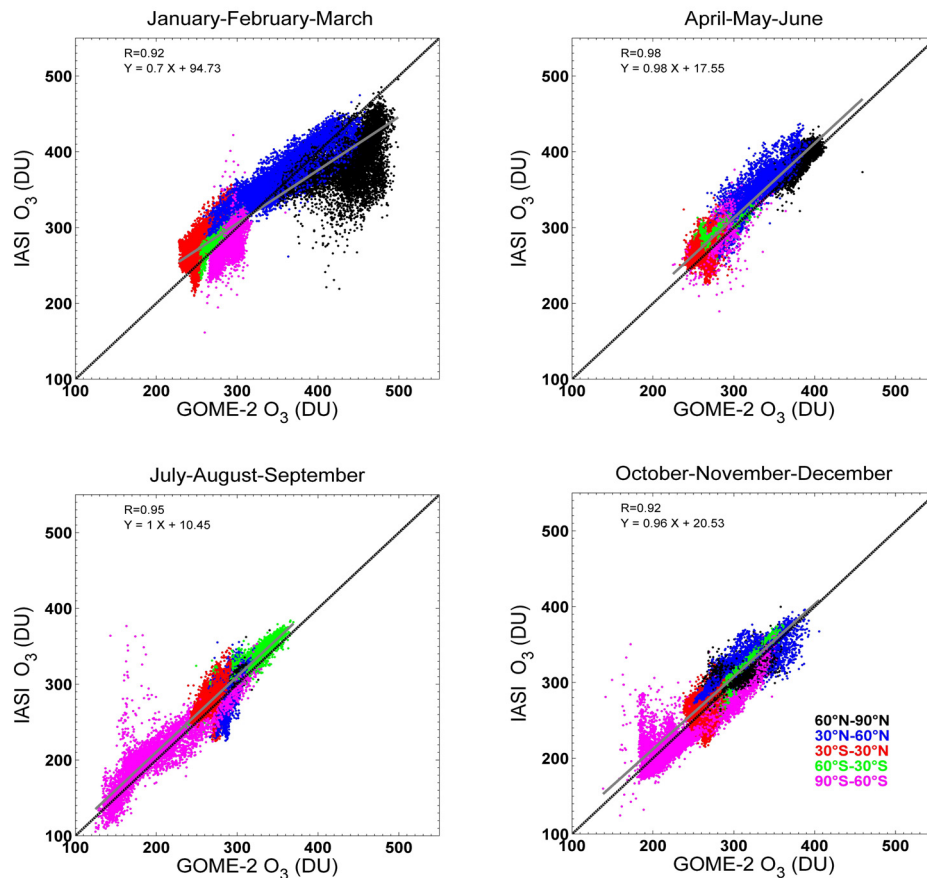 January-February-March
R=0.92
Y = 0.7 X + 94.73
500
400
300
200
100
IASI O3 (DU)
100 200 300 400 500
GOME-2 O3 (DU)
April-May-June
R=0.98
Y = 0.98 X + 17.55
500
400
300
200
100
IASI O3 (DU)
100 200 300 400 500
GOME-2 O3 (DU)
July-August-September
R=0.95
Y = 1 X + 10.45
500
400
300
200
100
IASI O3 (DU)
100 200 300 400 500
GOME-2 O3 (DU)
October-November-December
R=0.92
Y = 0.96 X + 20.53
500
400
300
200
100
IASI O3 (DU)
60°N-90°N
30°N-60°N
30°S-30°N
60°S-30°S
90°S-60°S
100 200 300 400 500
GOME-2 O3 (DU)